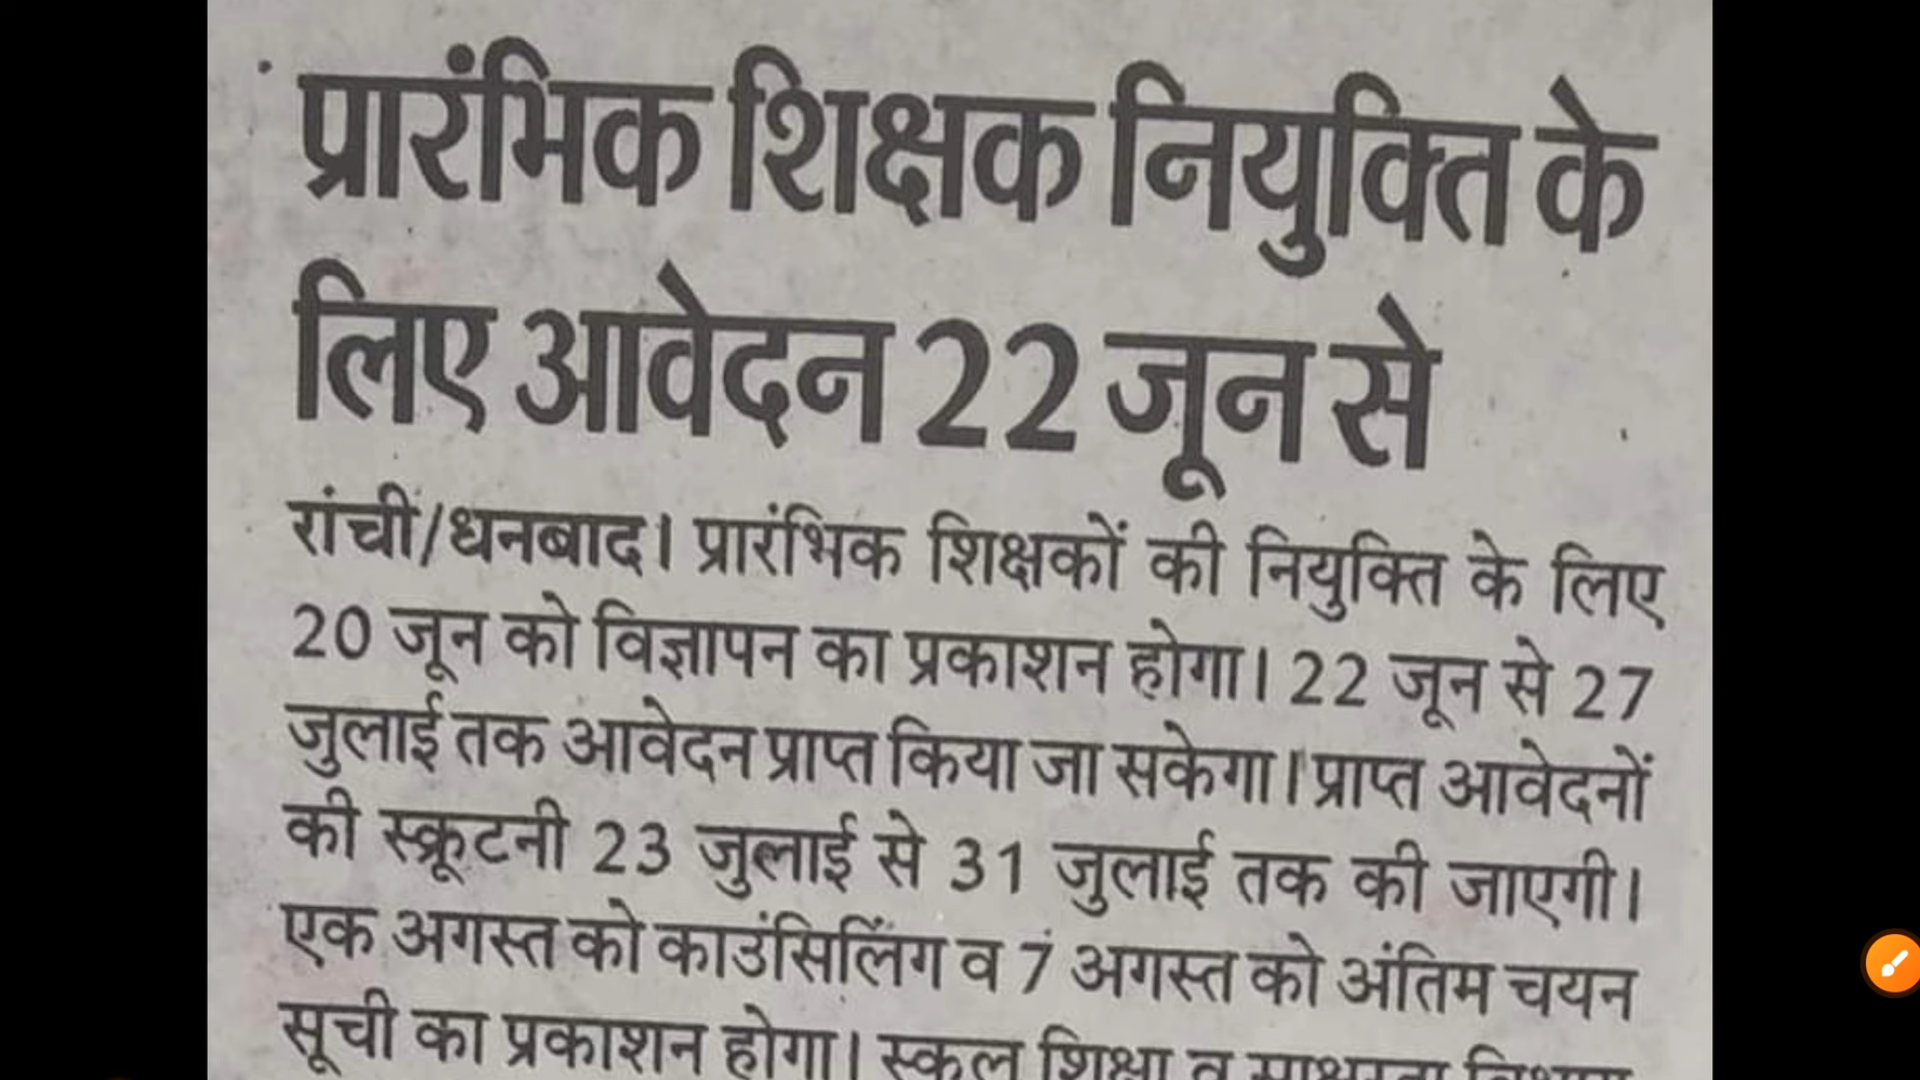 प्रारंभिक शिक्षक नियुक्ति के
लिए आवेदन 22 जून से
रांची/धनबाद। प्रारंभिक शिक्षकों की नियुक्ति के लिए
20 जून को विज्ञापन का प्रकाशन होगा। 22 जून से 27
जुलाई तक आवेदन प्राप्त किया जा सकेगा। प्राप्त आवेदनों
की स्क्रूटनी 23 जुलाई से 31 जुलाई तक की जाएगी।
एक अगस्त को काउंसिलिंग व 7 अगस्त को अंतिम चयन
सूची का प्रकाशन होगा। स्कूल शिक्षा व